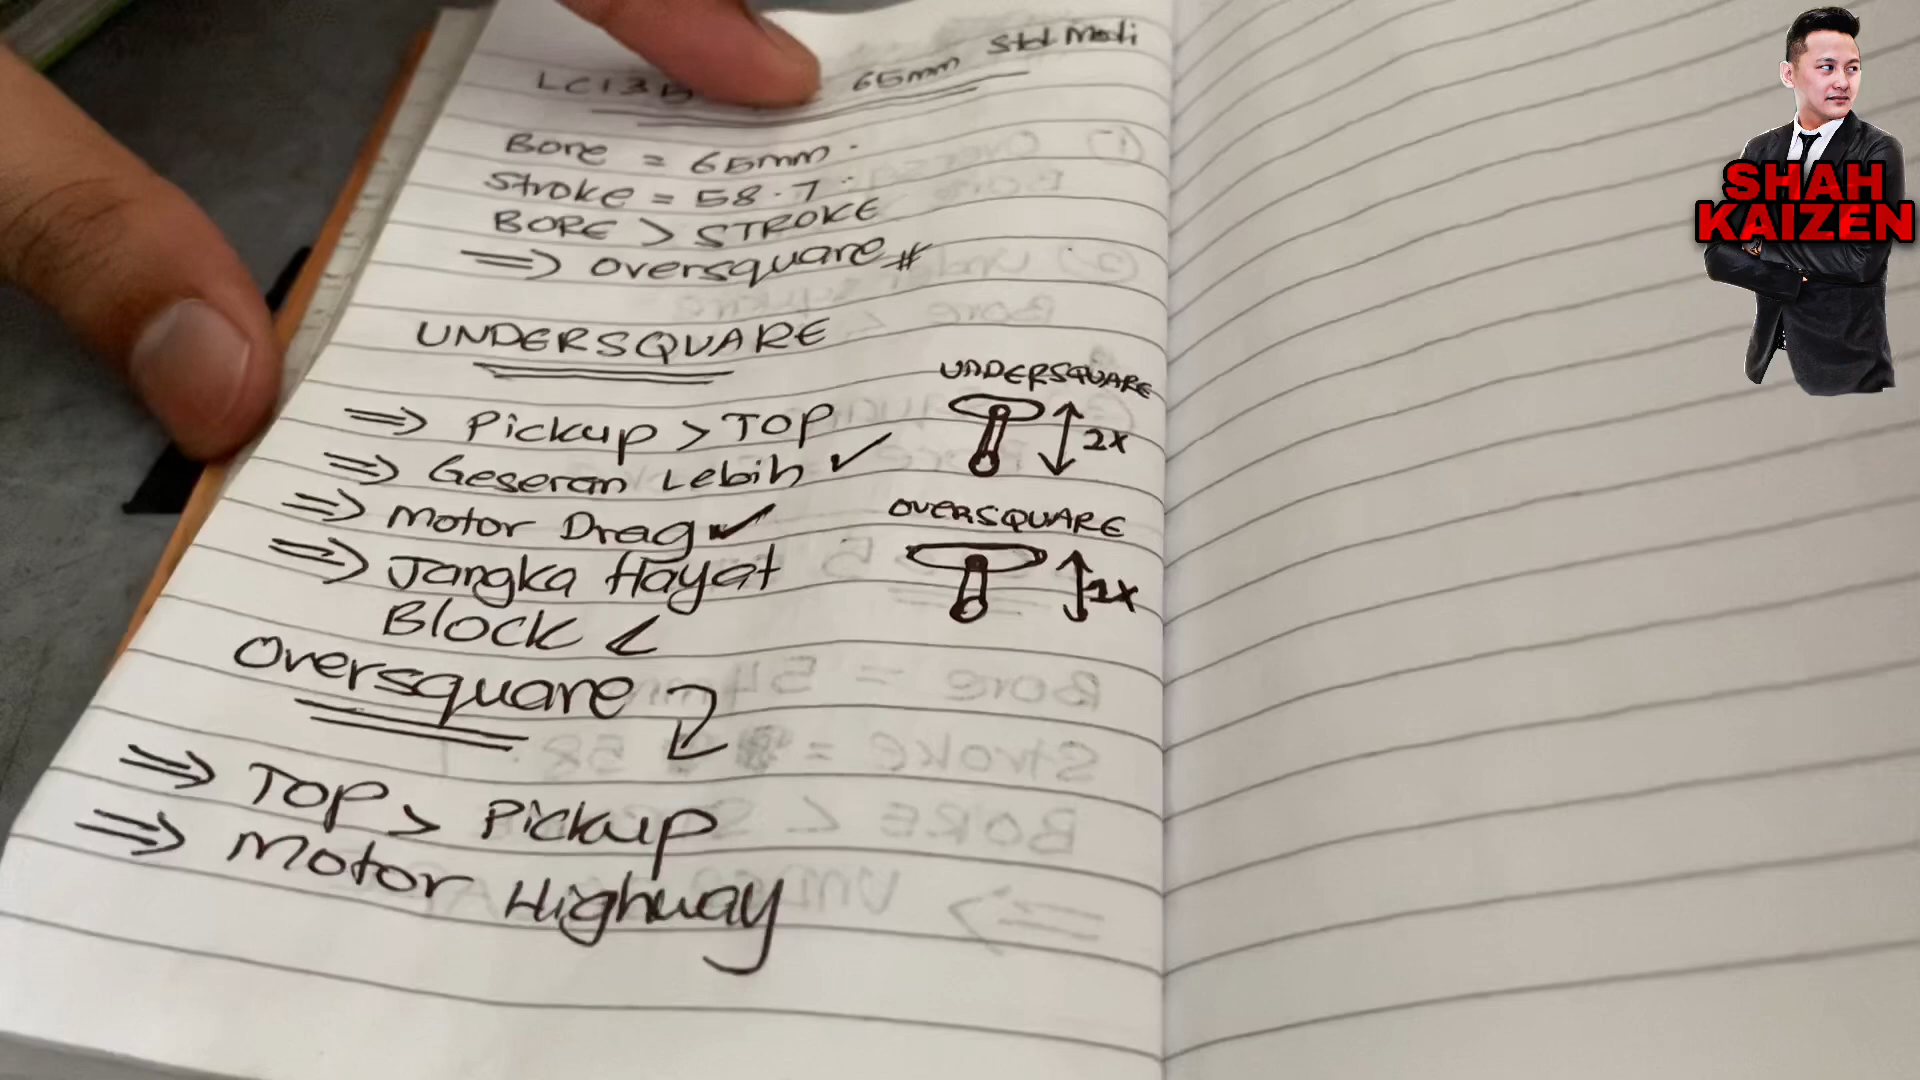 LC135 65mm Std Modi
Bore = 65mm
Stroke = 58.7
BORE > STROKE
=> Oversquare #
UNDERSQUARE
=> Pickup > TOP
=> Geseran Lebih ✓
=> Motor Drag ✓
=> Jangka Hayat
Block <
UNDERSQUARE
2x
OVERSQUARE
1x
Oversquare
=> TOP > Pickup
=> Motor Highway
SHAH
KAIZEN